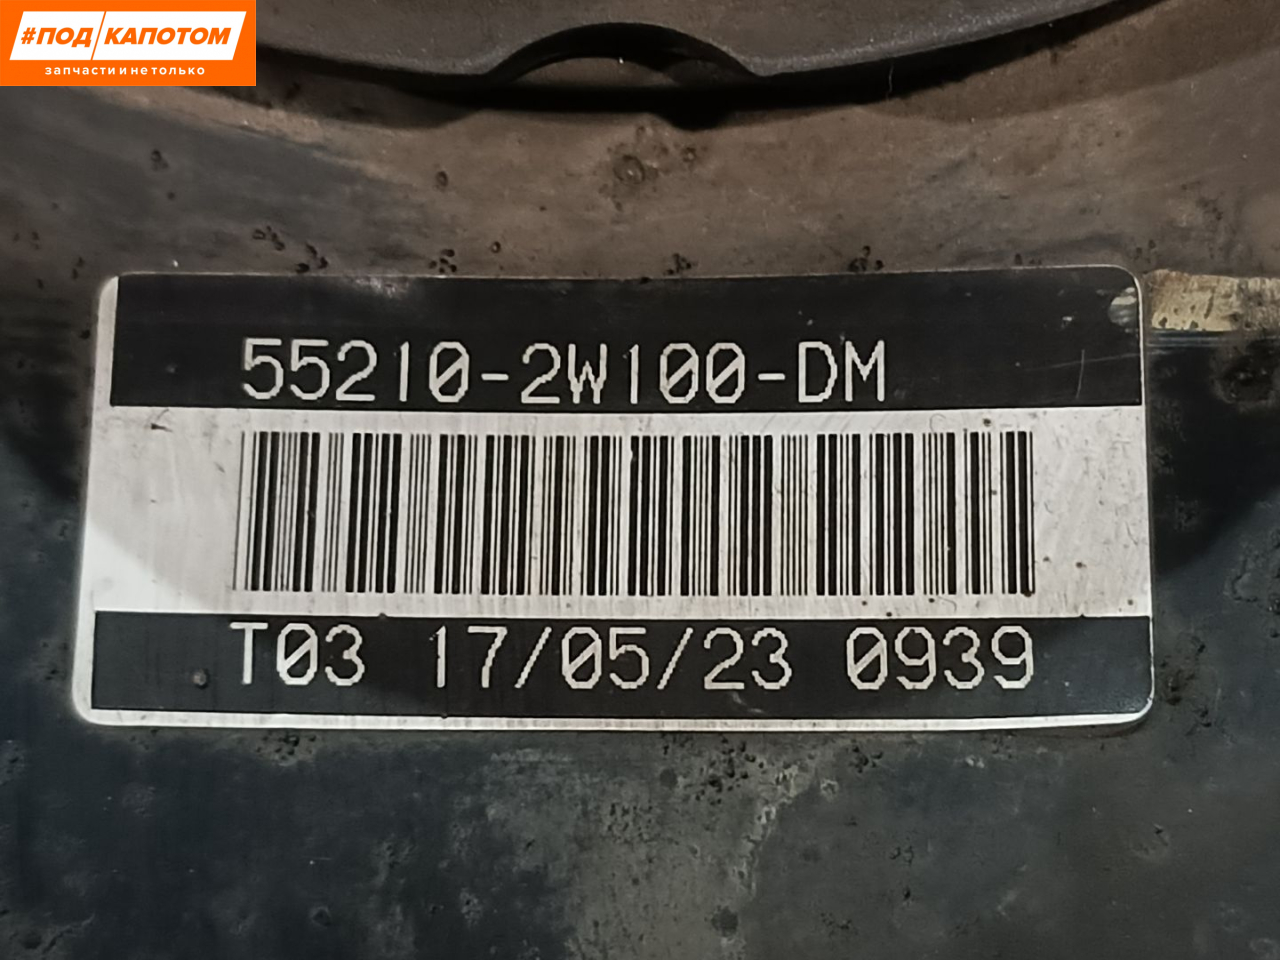 #ПОД КАПОТОМ
запчасти и не только
55210-2W100-DM
T03 17/05/23 0939